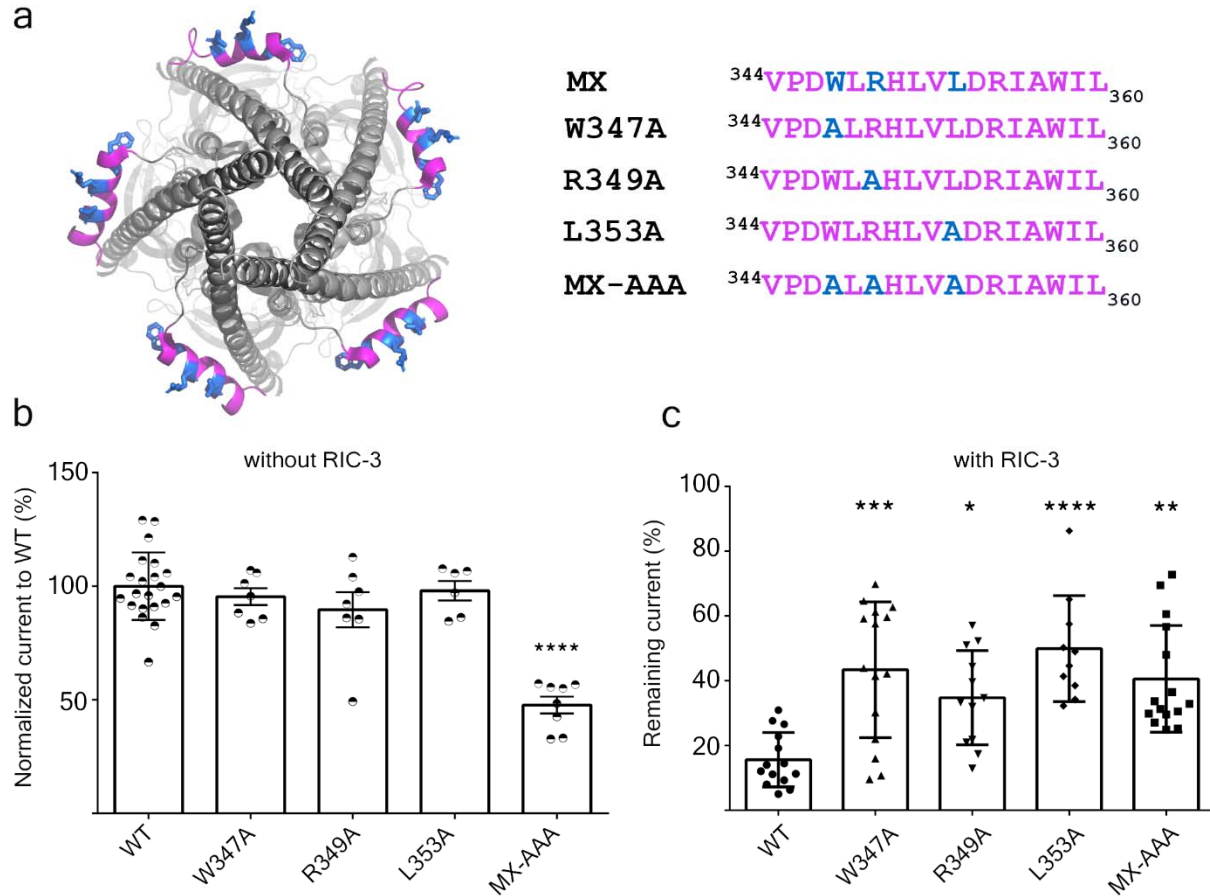 a
MX 344VPDWLRHLVLDRIAWIL360
W347A 344VPDALRHLVLDRIAWIL360
R349A 344VPDWLAHLVLDRIAWIL360
L353A 344VPDWLRHLVADRIAWIL360
MX-AAA 344VPDALAHLVADRIAWIL360
b
without RIC-3
Normalized current to WT (%)
150
100
50
****
WT W347A R349A L353A MX-AAA
c
with RIC-3
Remaining current (%)
100
80
60
40
20
*** * **** **
WT W347A R349A L353A MX-AAA